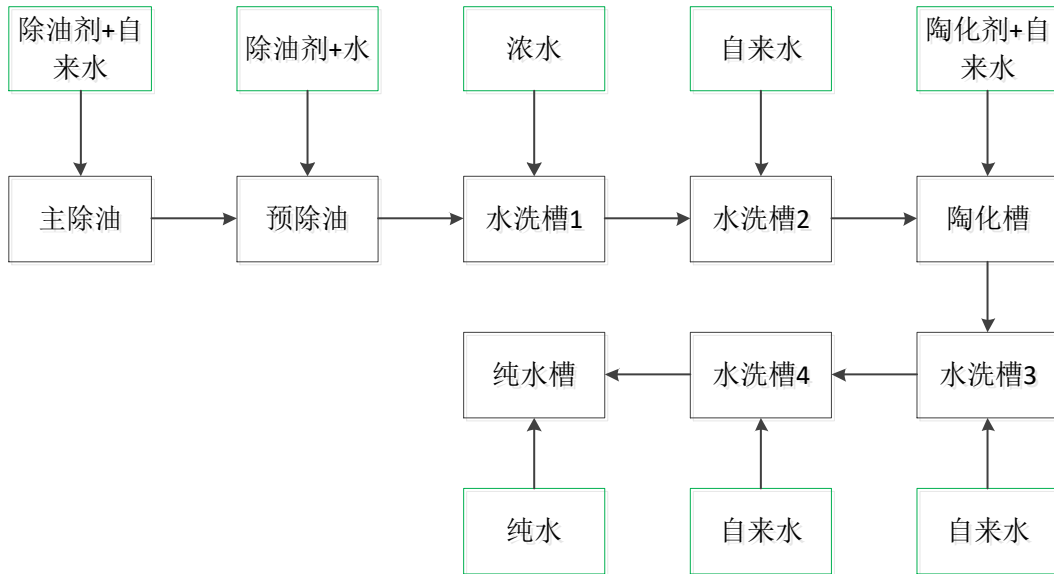 除油剂+自
来水
除油剂+水
浓水
自来水
陶化剂+自
来水
主除油
预除油
水洗槽1
水洗槽2
陶化槽
纯水槽
水洗槽4
水洗槽3
纯水
自来水
自来水